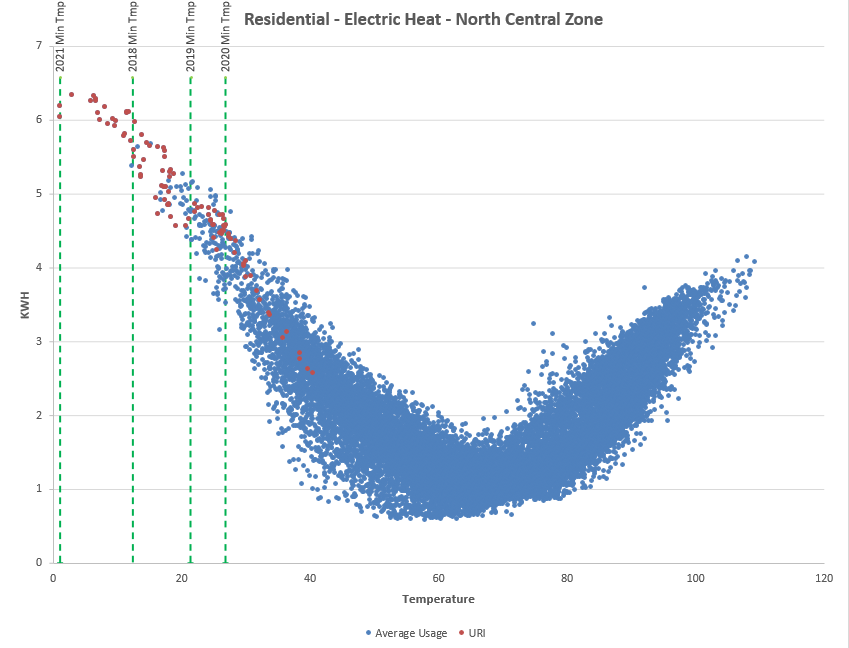 Residential - Electric Heat - North Central Zone
2021 Min Tmp
2018 Min Tmp
2019 Min Tmp
2020 Min Tmp
7
6
5
4
3
2
1
0
KWH
0 20 40 60 80 100 120
Temperature
Average Usage URI